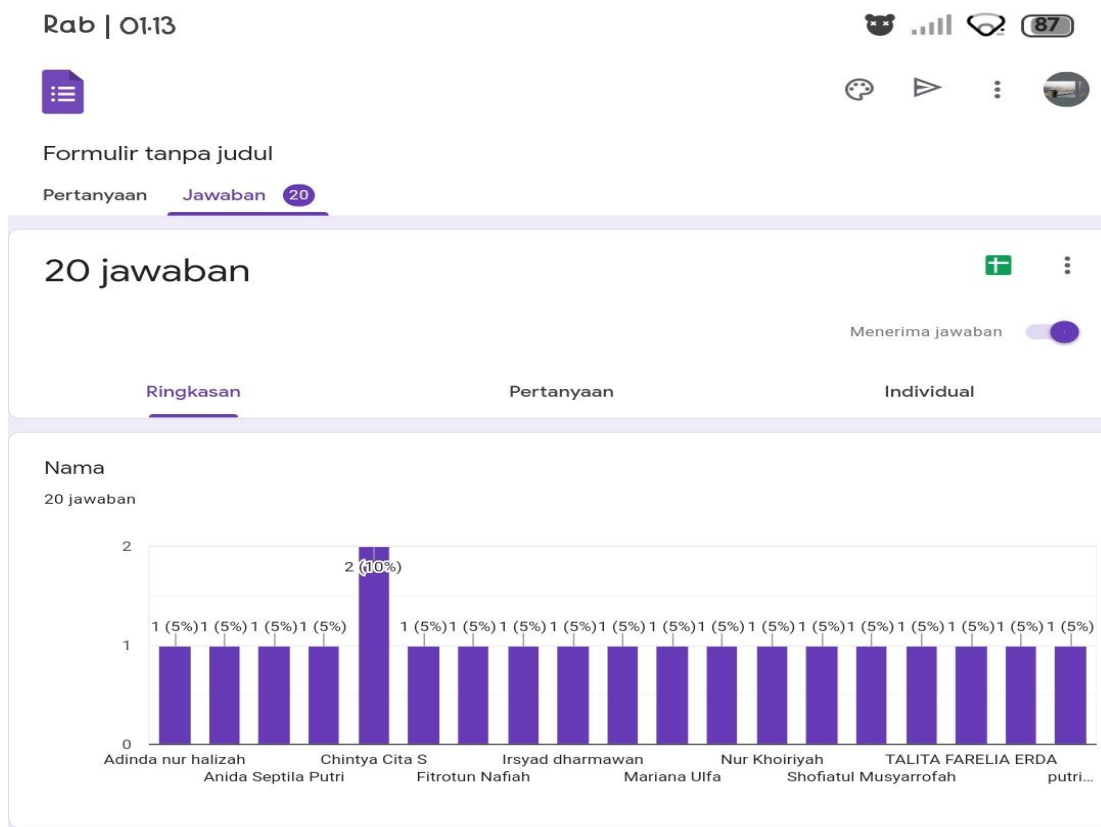 Rab | 01.13
87
Formulir tanpa judul
Pertanyaan Jawaban 20
20 jawaban
Menerima jawaban
Ringkasan Pertanyaan Individual
Nama
20 jawaban
2
2 (10%)
1 (5%) 1 (5%) 1 (5%) 1 (5%) 1 (5%) 1 (5%) 1 (5%) 1 (5%) 1 (5%) 1 (5%) 1 (5%) 1 (5%) 1 (5%) 1 (5%) 1 (5%) 1 (5%) 1 (5%) 1 (5%)
1
0
Adinda nur halizah Chintya Cita S Irsyad dharmawan Nur Khoiriyah TALITA FARELIA ERDA
Anida Septila Putri Fitrotun Nafiah Mariana Ulfa Shofiatul Musyarrofah putri...